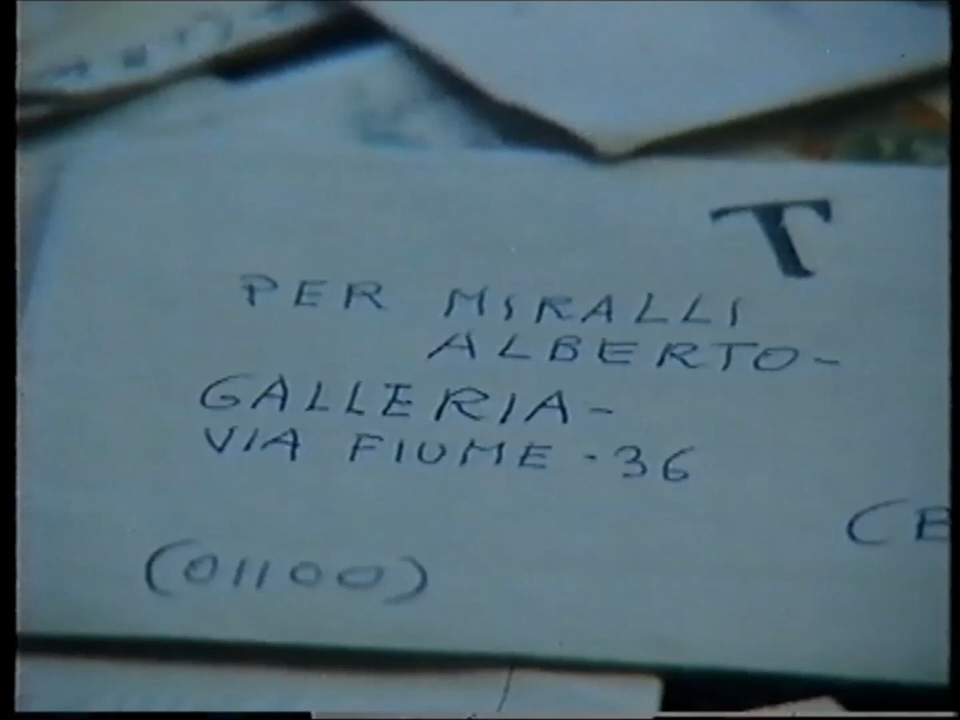 T
PER MIRALLI
ALBERTO-
GALLERIA-
VIA FIUME - 36
(01100)